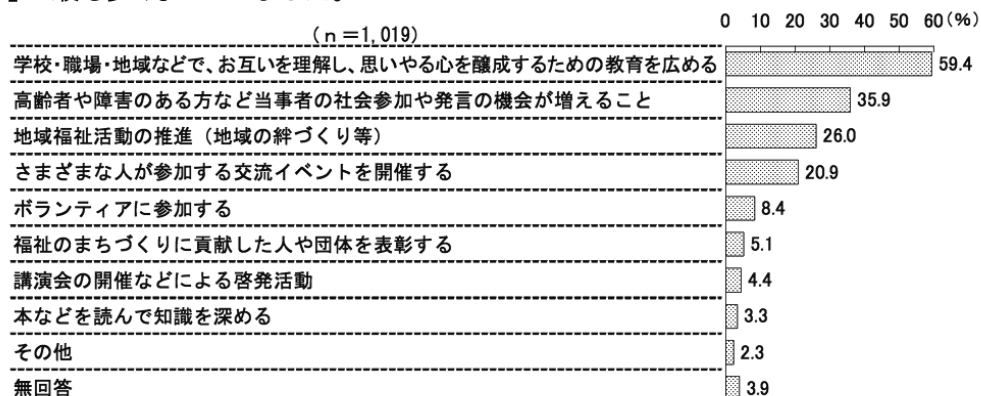 0 10 20 30 40 50 60(%)
(n=1,019)
学校・職場・地域などで、お互いを理解し、思いやる心を醸成するための教育を広める 59.4
高齢者や障害のある方など当事者の社会参加や発言の機会が増えること 35.9
地域福祉活動の推進(地域の絆づくり等) 26.0
さまざまな人が参加する交流イベントを開催する 20.9
ボランティアに参加する 8.4
福祉のまちづくりに貢献した人や団体を表彰する 5.1
講演会の開催などによる啓発活動 4.4
本などを読んで知識を深める 3.3
その他 2.3
無回答 3.9